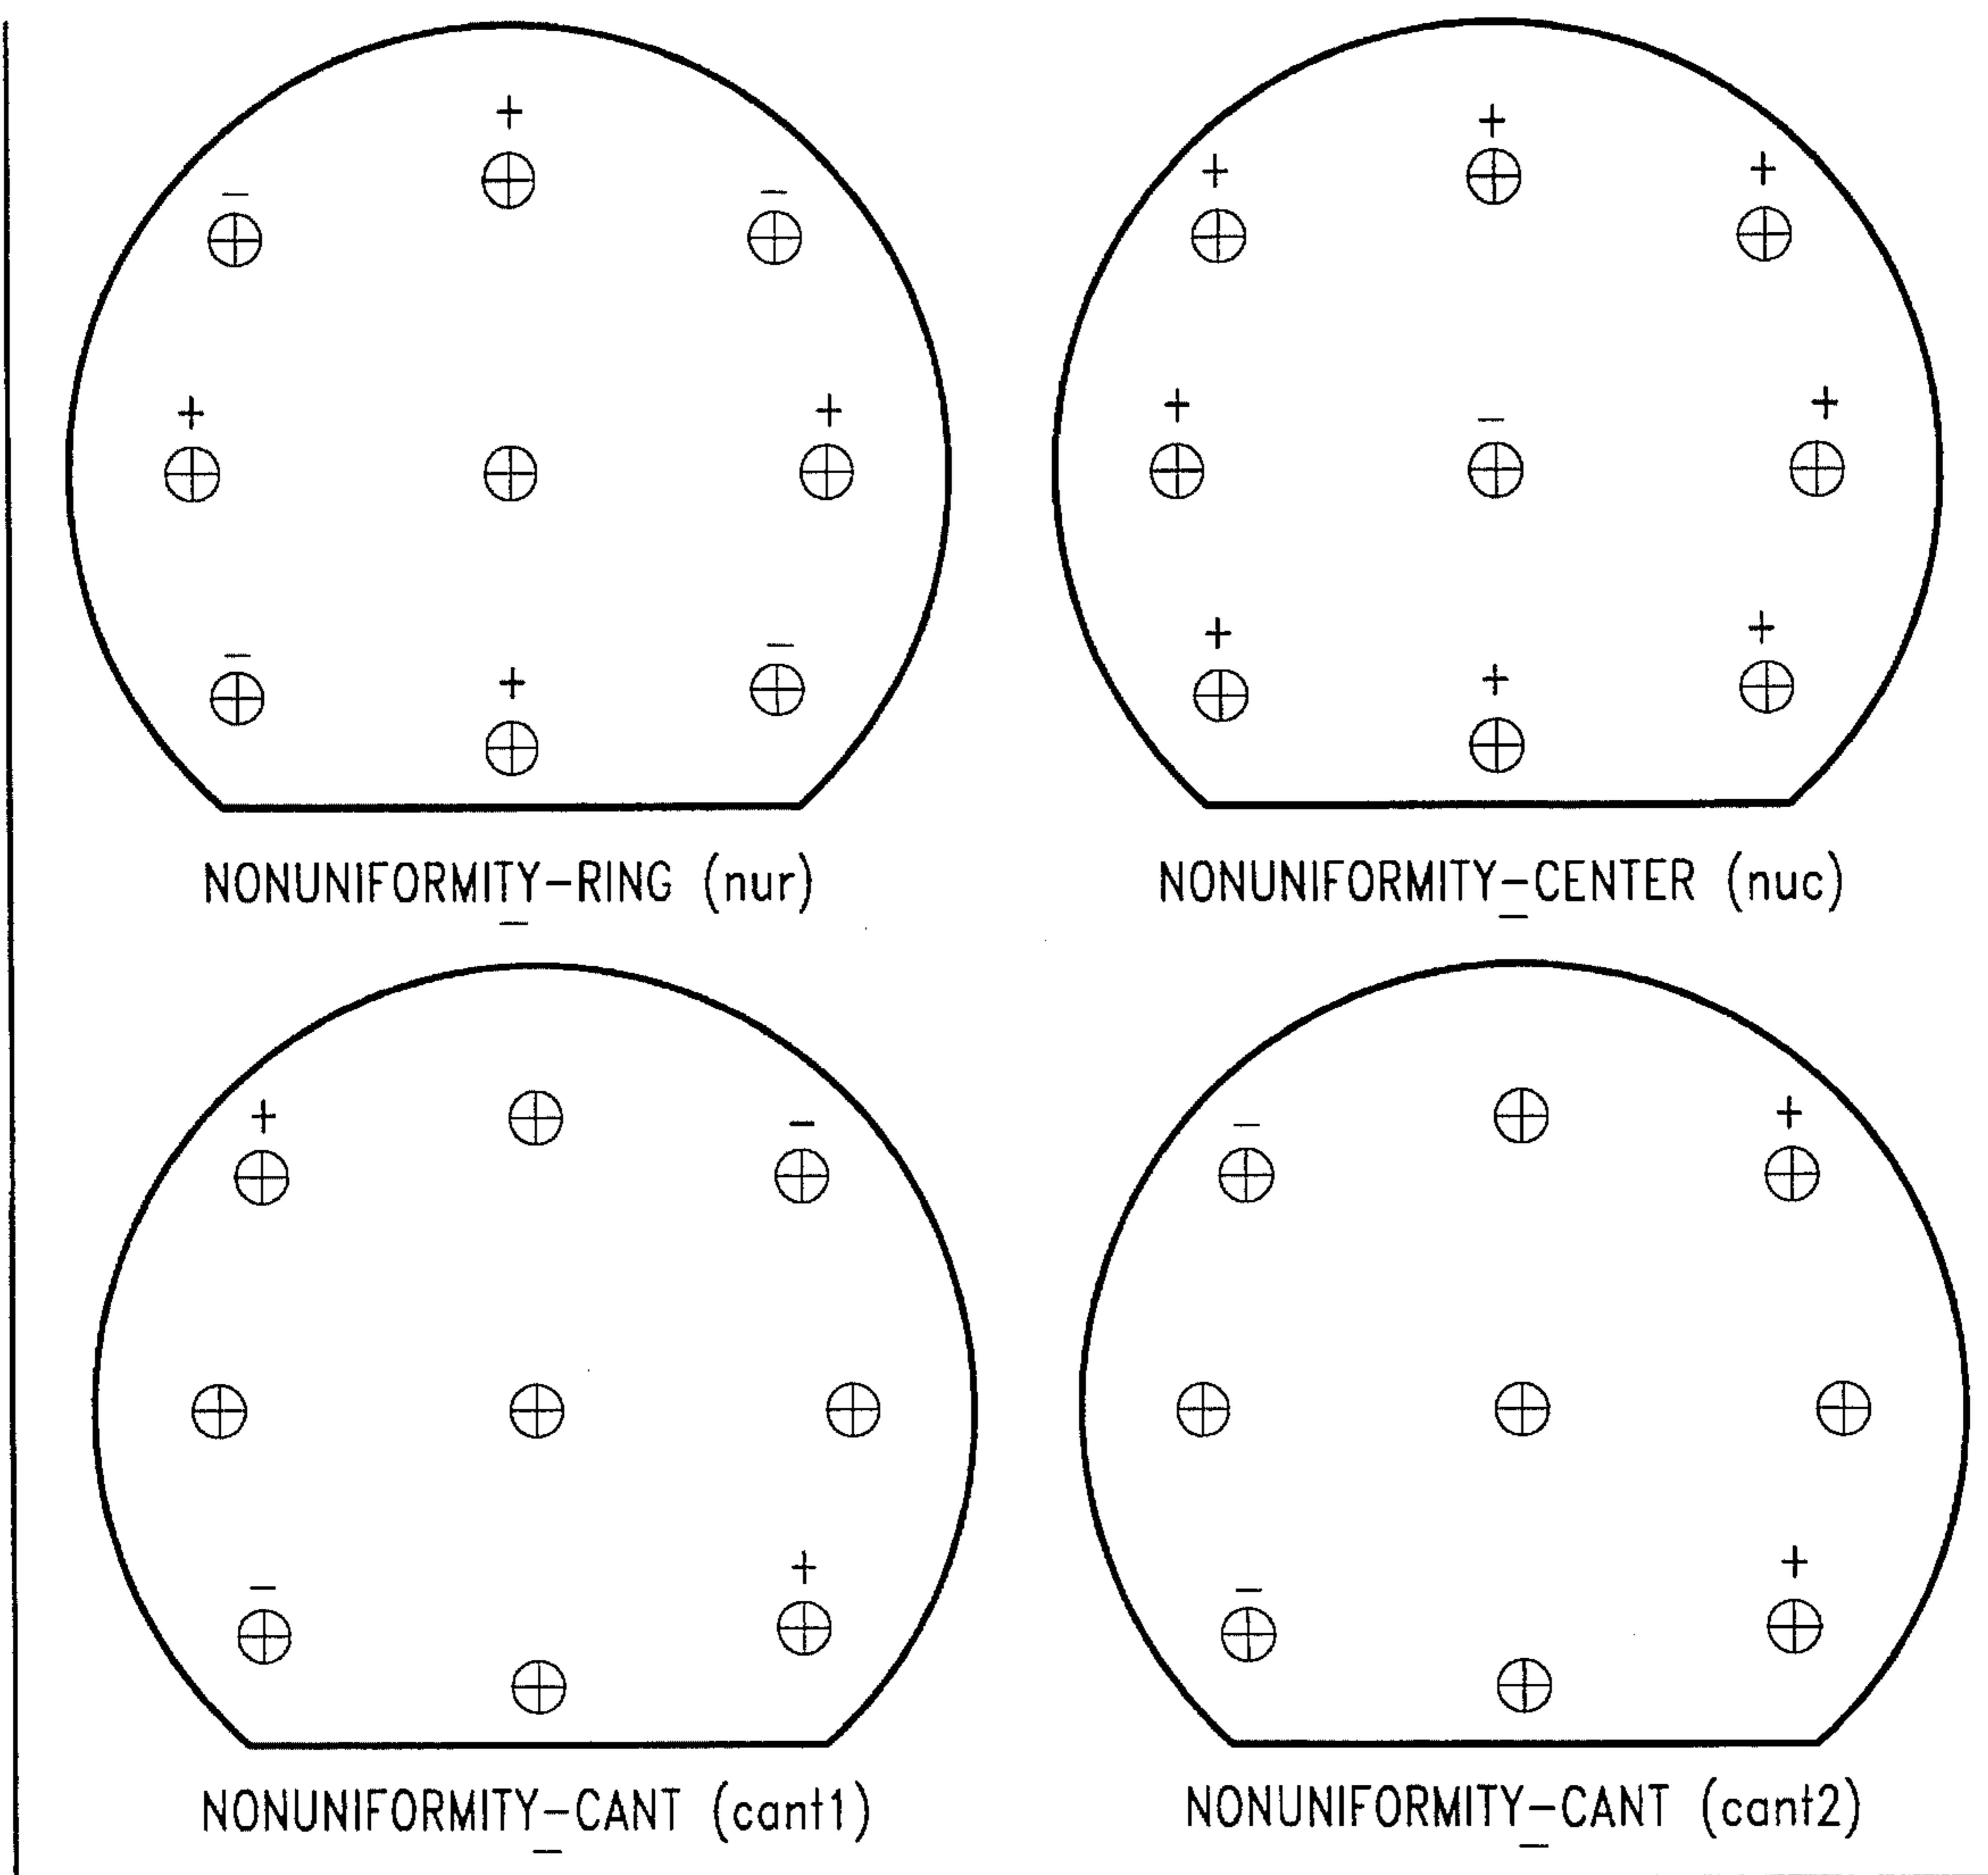 +
− −
+ +
− −
+
NONUNIFORMITY-RING (nur)
+
+ +
+ − +
+ +
+
NONUNIFORMITY-CENTER (nuc)
+ −
− +
NONUNIFORMITY-CANT (cant1)
− +
− +
NONUNIFORMITY-CANT (cant2)